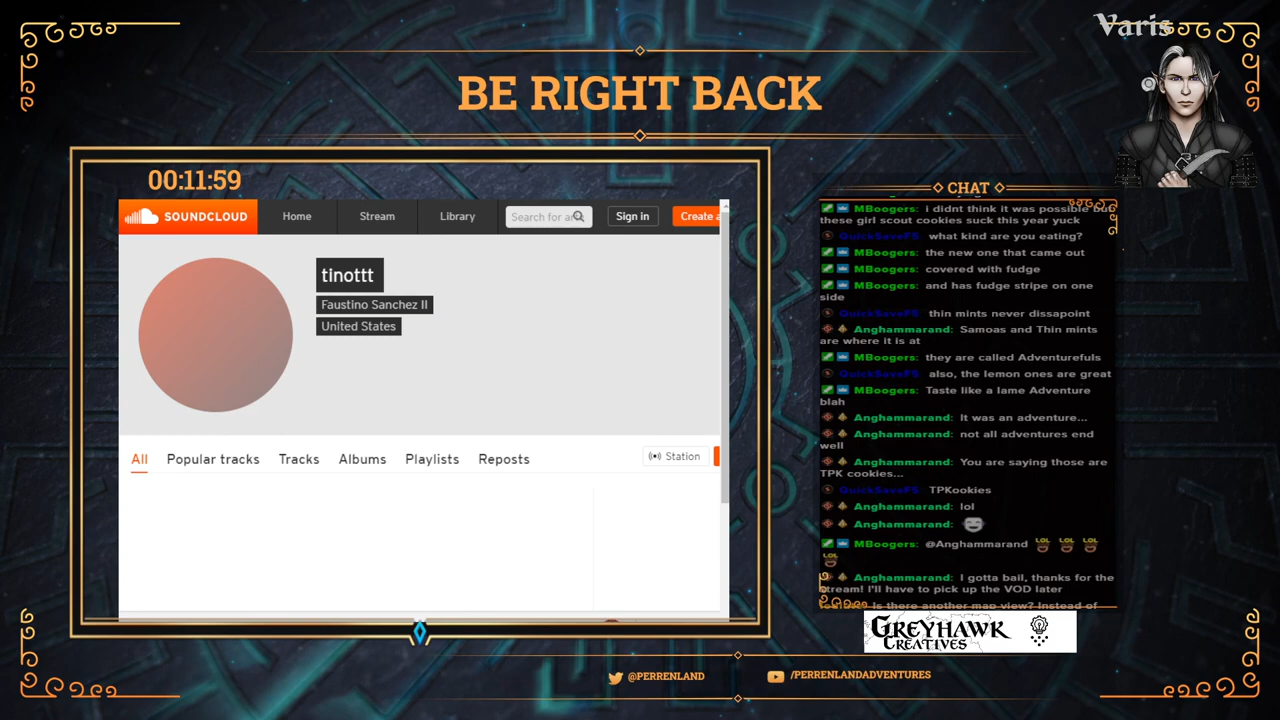 Varis
BE RIGHT BACK
00:11:59
SOUNDCLOUD
Home
Stream
Library
Search for ar
Sign in
Create a
tinottt
Faustino Sanchez II
United States
All
Popular tracks
Tracks
Albums
Playlists
Reposts
Station
CHAT
MBoogers: i didnt think it was possible but
these girl scout cookies suck this year yuck
QuickSaveFS what kind are you eating?
MBoogers: the new one that came out
MBoogers: covered with fudge
MBoogers: and has fudge stripe on one
side
QuickSaveFS thin mints never dissapoint
Anghammarand: Samoas and Thin mints
are where it is at
MBoogers: they are called Adventurefuls
QuickSaveFS also, the lemon ones are great
MBoogers: Taste like a lame Adventure
blah
Anghammarand: It was an adventure...
Anghammarand: not all adventures end
well
Anghammarand: You are saying those are
TPK cookies...
QuickSaveFS TPKookies
Anghammarand: lol
Anghammarand:
MBoogers: @Anghammarand LOL LOL LOL
LOL
Anghammarand: I gotta bail, thanks for the
stream! I'll have to pick up the VOD later
Is there another map view? Instead of
GREYHAWK
CREATIVES
@PERRENLAND
/PERRENLANDADVENTURES